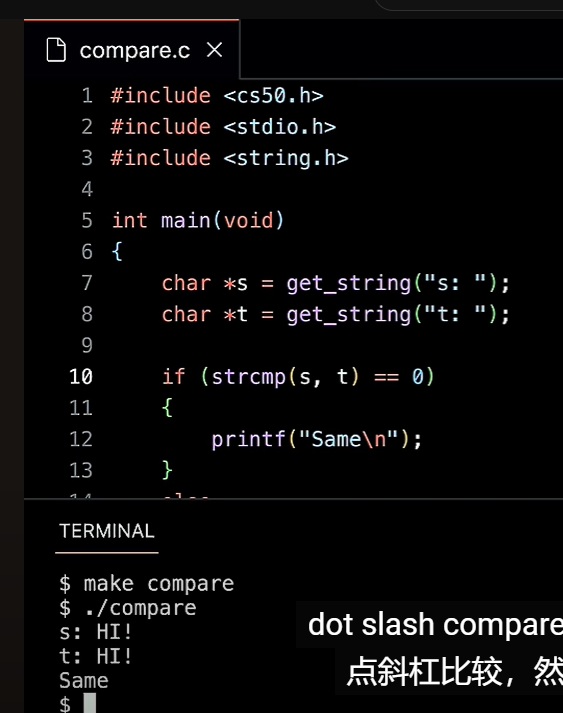 compare.c
1 #include <cs50.h>
2 #include <stdio.h>
3 #include <string.h>
4
5 int main(void)
6 {
7     char *s = get_string("s: ");
8     char *t = get_string("t: ");
9
10     if (strcmp(s, t) == 0)
11     {
12         printf("Same\n");
13     }
14     else
TERMINAL
$ make compare
$ ./compare
s: HI!
t: HI!
Same
$
dot slash compare
点斜杠比较，然